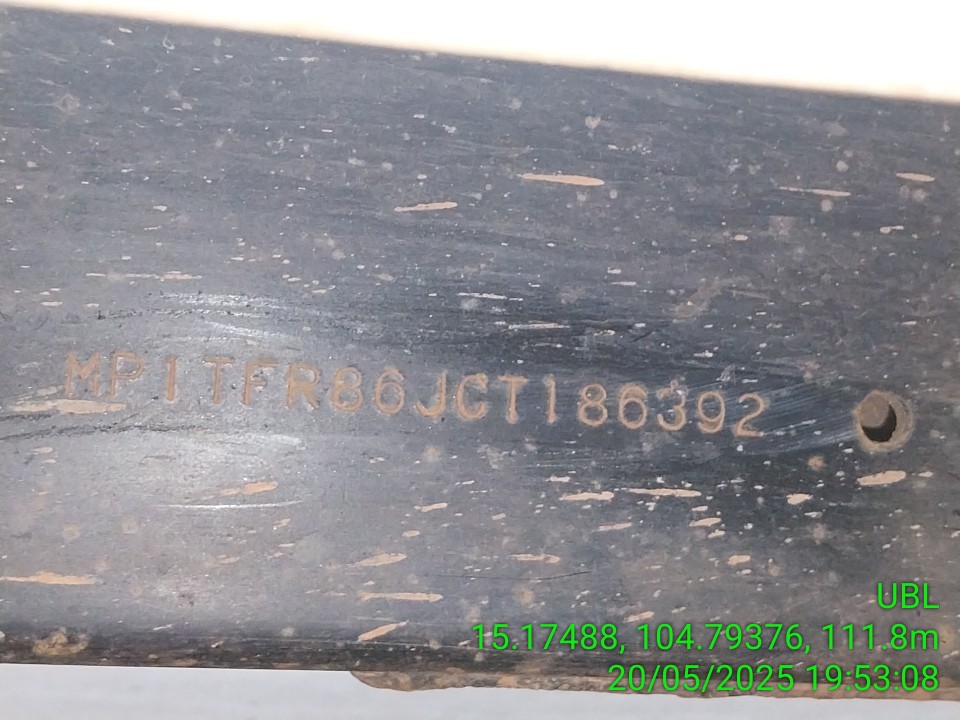 MP1TFR86JCT186392
UBL
15.17488, 104.79376, 111.8m
20/05/2025 19:53:08